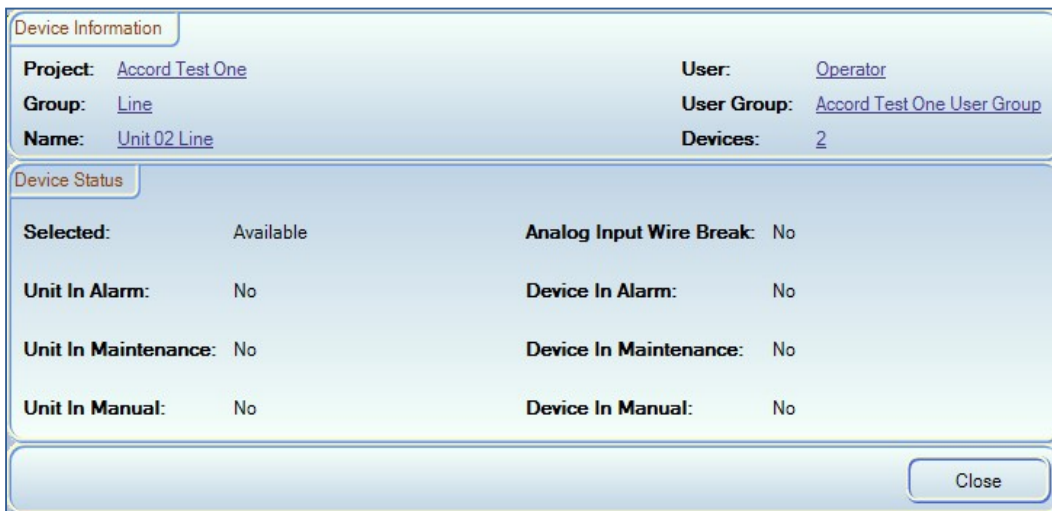 Device Information
Project: Accord Test One User: Operator
Group: Line User Group: Accord Test One User Group
Name: Unit 02 Line Devices: 2
Device Status
Selected: Available Analog Input Wire Break: No
Unit In Alarm: No Device In Alarm: No
Unit In Maintenance: No Device In Maintenance: No
Unit In Manual: No Device In Manual: No
Close